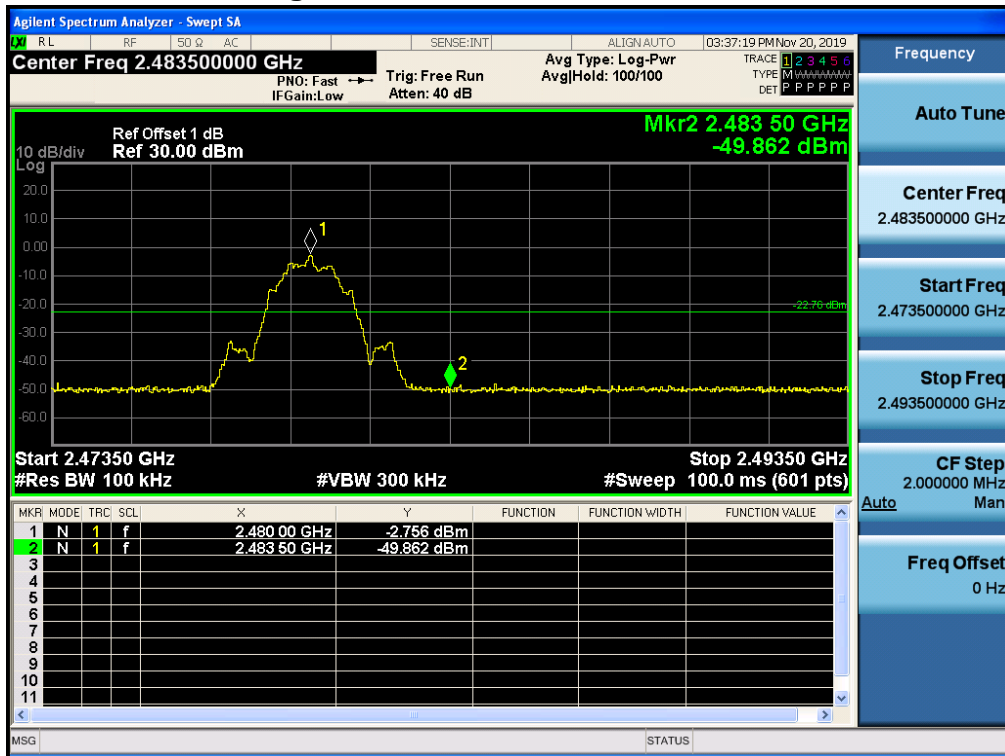 Agilent Spectrum Analyzer - Swept SA
LXI RL RF 50 Ω AC SENSE:INT ALIGNAUTO 03:37:19 PM Nov 20, 2019
Center Freq 2.483500000 GHz
PNO: Fast
IFGain:Low
Trig: Free Run
Atten: 40 dB
Avg Type: Log-Pwr
Avg|Hold: 100/100
TRACE 1 2 3 4 5 6
TYPE M WWWWW
DET P P P P P P
Ref Offset 1 dB
10 dB/div Ref 30.00 dBm
Log
Mkr2 2.483 50 GHz
-49.862 dBm
20.0
10.0
0.00
-10.0
-20.0
-30.0
-40.0
-50.0
-60.0
1
2
-22.76 dBm
Start 2.47350 GHz Stop 2.49350 GHz
#Res BW 100 kHz #VBW 300 kHz #Sweep 100.0 ms (601 pts)
MKR MODE TRC SCL X Y FUNCTION FUNCTION WIDTH FUNCTION VALUE
1 N 1 f 2.480 00 GHz -2.756 dBm
2 N 1 f 2.483 50 GHz -49.862 dBm
3
4
5
6
7
8
9
10
11
MSG STATUS
Frequency
Auto Tune
Center Freq
2.483500000 GHz
Start Freq
2.473500000 GHz
Stop Freq
2.493500000 GHz
CF Step
2.000000 MHz
Auto Man
Freq Offset
0 Hz